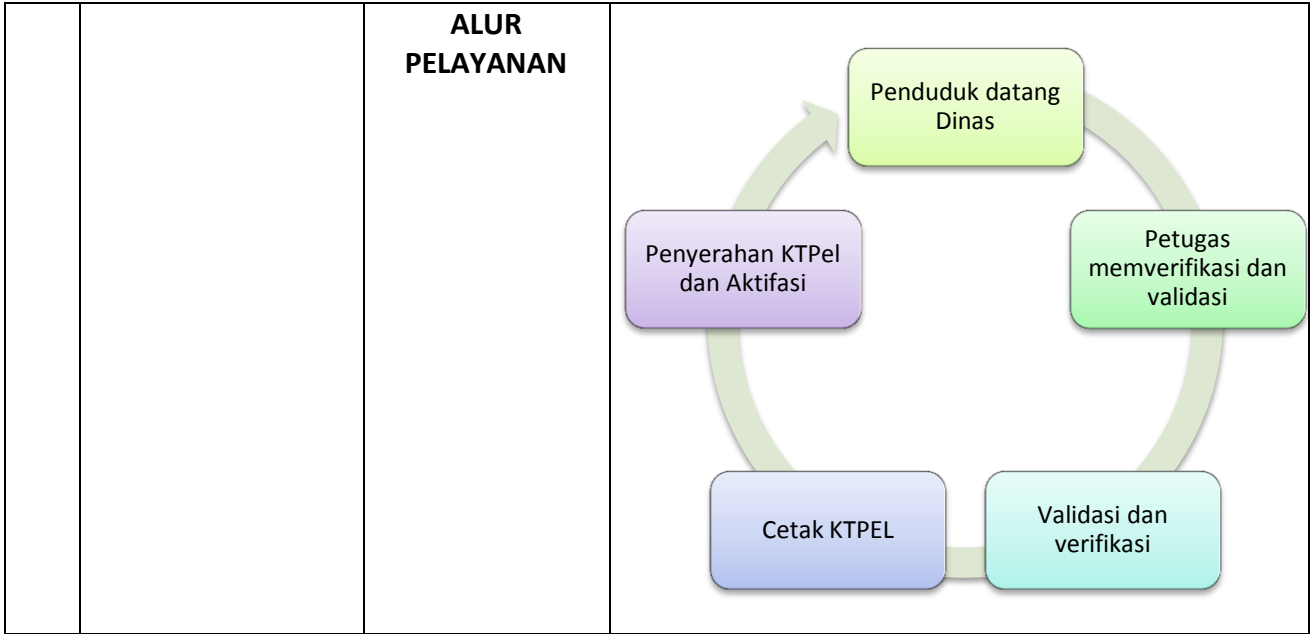 ALUR
PELAYANAN
Penduduk datang
Dinas
Petugas
memverifikasi dan
validasi
Validasi dan
verifikasi
Cetak KTPEL
Penyerahan KTPel
dan Aktifasi